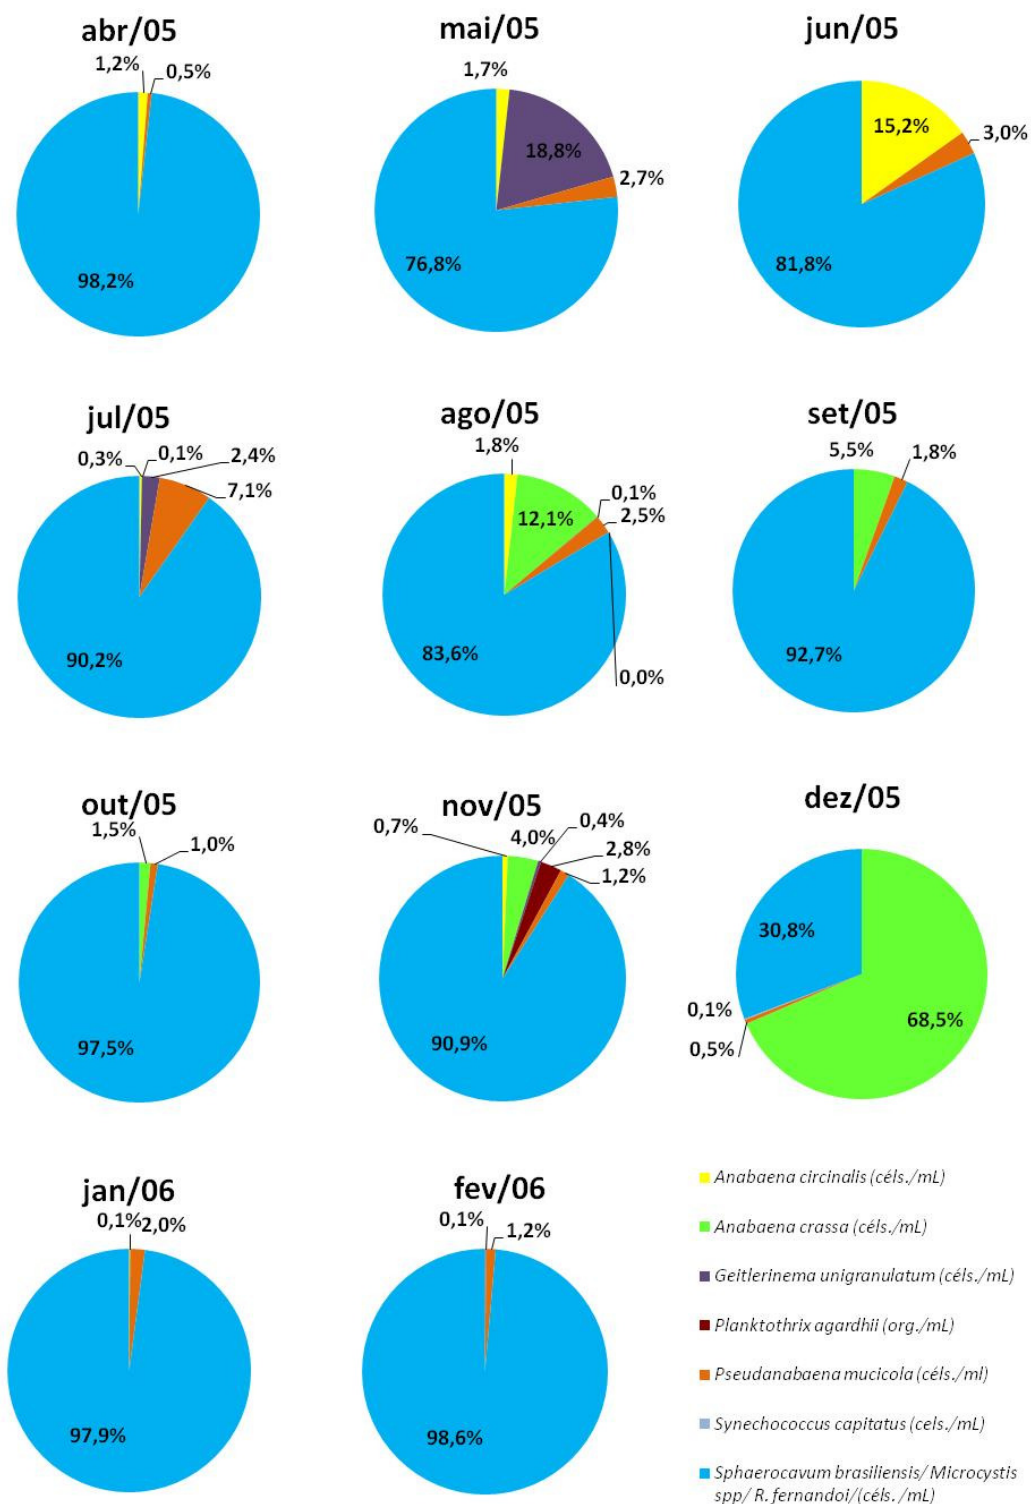 abr/05
1,2%
0,5%
98,2%
mai/05
1,7%
18,8%
2,7%
76,8%
jun/05
15,2%
3,0%
81,8%
jul/05
0,3%
0,1%
2,4%
7,1%
90,2%
ago/05
1,8%
12,1%
0,1%
2,5%
83,6%
0,0%
set/05
5,5%
1,8%
92,7%
out/05
1,5%
1,0%
97,5%
nov/05
0,7%
4,0%
0,4%
2,8%
1,2%
90,9%
dez/05
30,8%
0,1%
0,5%
68,5%
jan/06
0,1%
2,0%
97,9%
fev/06
0,1%
1,2%
98,6%
Anabaena circinalis (céls./mL)
Anabaena crassa (céls./mL)
Geitlerinema unigranulatum (céls./mL)
Planktothrix agardhii (org./mL)
Pseudanabaena mucicola (céls./ml)
Synechococcus capitatus (cels./mL)
Sphaerocavum brasiliensis/ Microcystis
spp/ R. fernandoi/(céls. /mL)